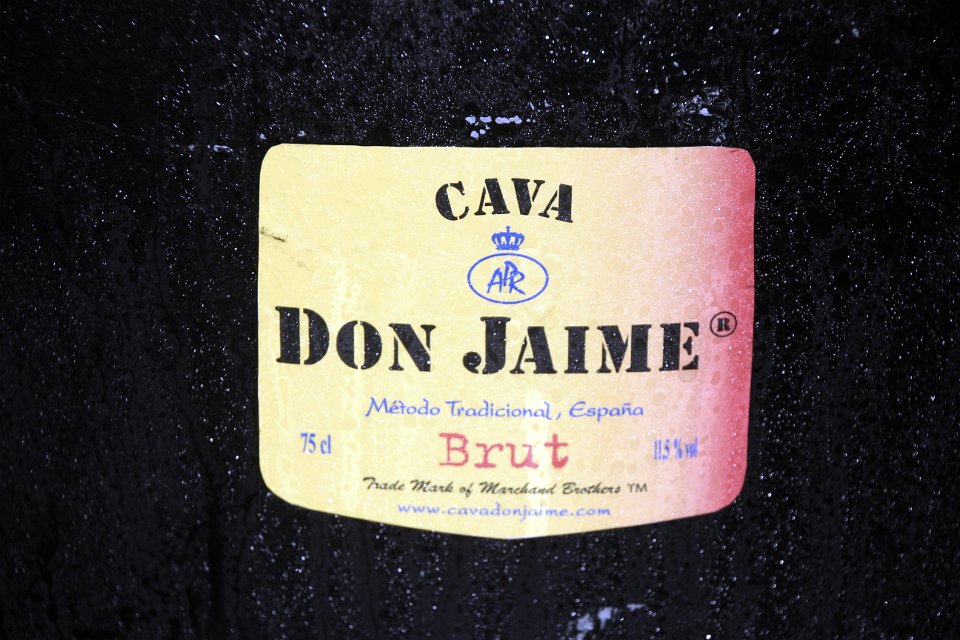 CAVA
APR
DON JAIME®
Método Tradicional, España
75 cl
Brut
11.5 % vol
Trade Mark of Marchand Brothers TM
www.cavadonjaime.com